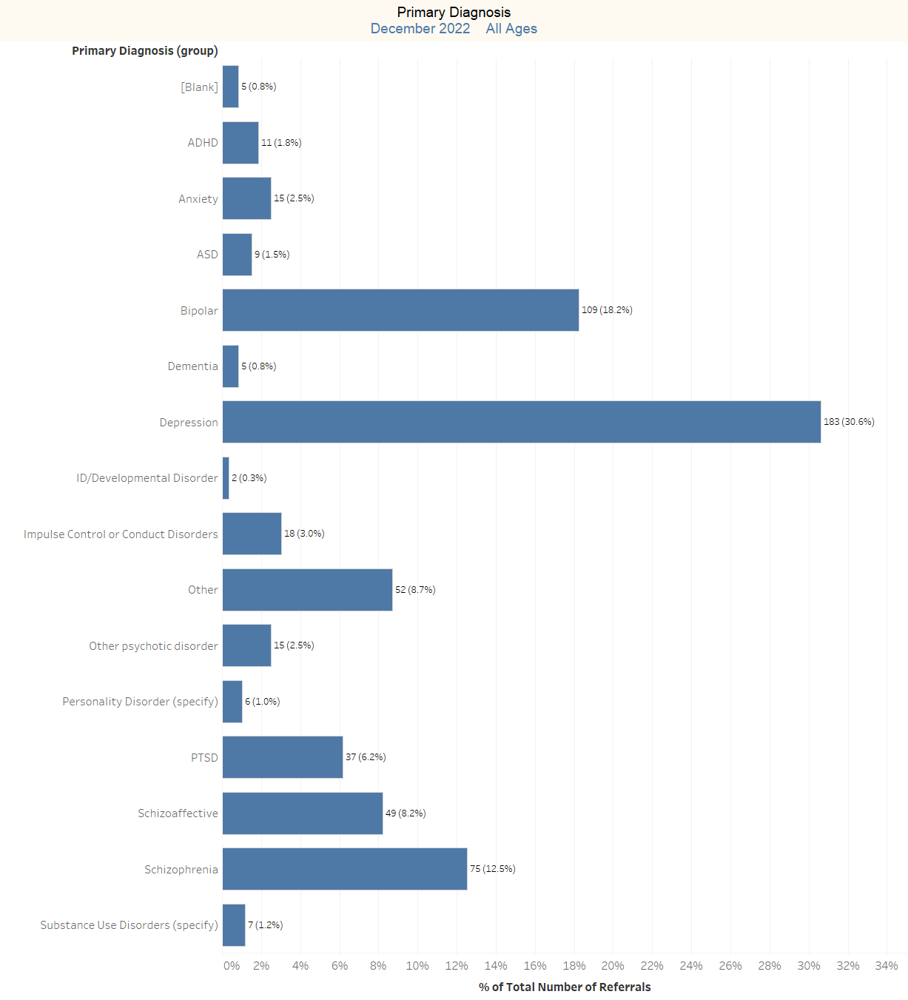 Primary Diagnosis
December 2022 All Ages
Primary Diagnosis (group)
[Blank] 5 (0.8%)
ADHD 11 (1.8%)
Anxiety 15 (2.5%)
ASD 9 (1.5%)
Bipolar 109 (18.2%)
Dementia 5 (0.8%)
Depression 183 (30.6%)
ID/Developmental Disorder 2 (0.3%)
Impulse Control or Conduct Disorders 18 (3.0%)
Other 52 (8.7%)
Other psychotic disorder 15 (2.5%)
Personality Disorder (specify) 6 (1.0%)
PTSD 37 (6.2%)
Schizoaffective 49 (8.2%)
Schizophrenia 75 (12.5%)
Substance Use Disorders (specify) 7 (1.2%)
0% 2% 4% 6% 8% 10% 12% 14% 16% 18% 20% 22% 24% 26% 28% 30% 32% 34%
% of Total Number of Referrals